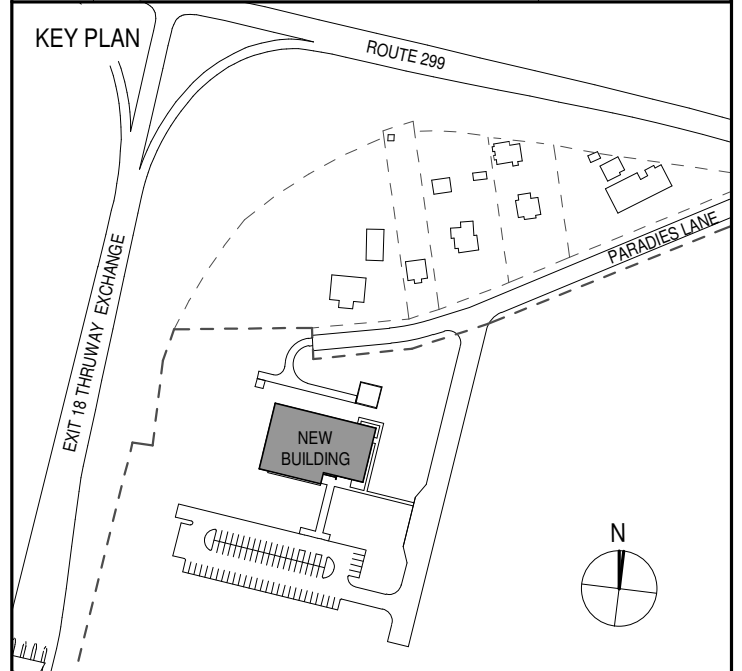 KEY PLAN
ROUTE 299
PARADIES LANE
EXIT 18 THRUWAY EXCHANGE
NEW
BUILDING
N